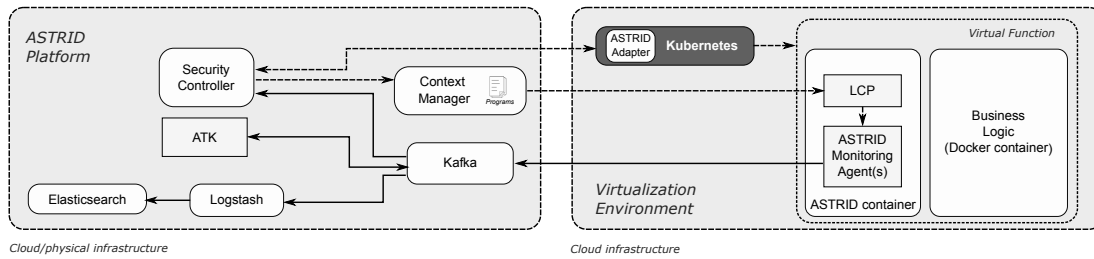 ASTRID
Platform
Security
Controller
Context
Manager
Programs
ATK
Kafka
Elasticsearch
Logstash
Cloud/physical infrastructure
ASTRID
Adapter
Kubernetes
Virtual Function
LCP
ASTRID
Monitoring
Agent(s)
ASTRID container
Business
Logic
(Docker container)
Virtualization
Environment
Cloud infrastructure